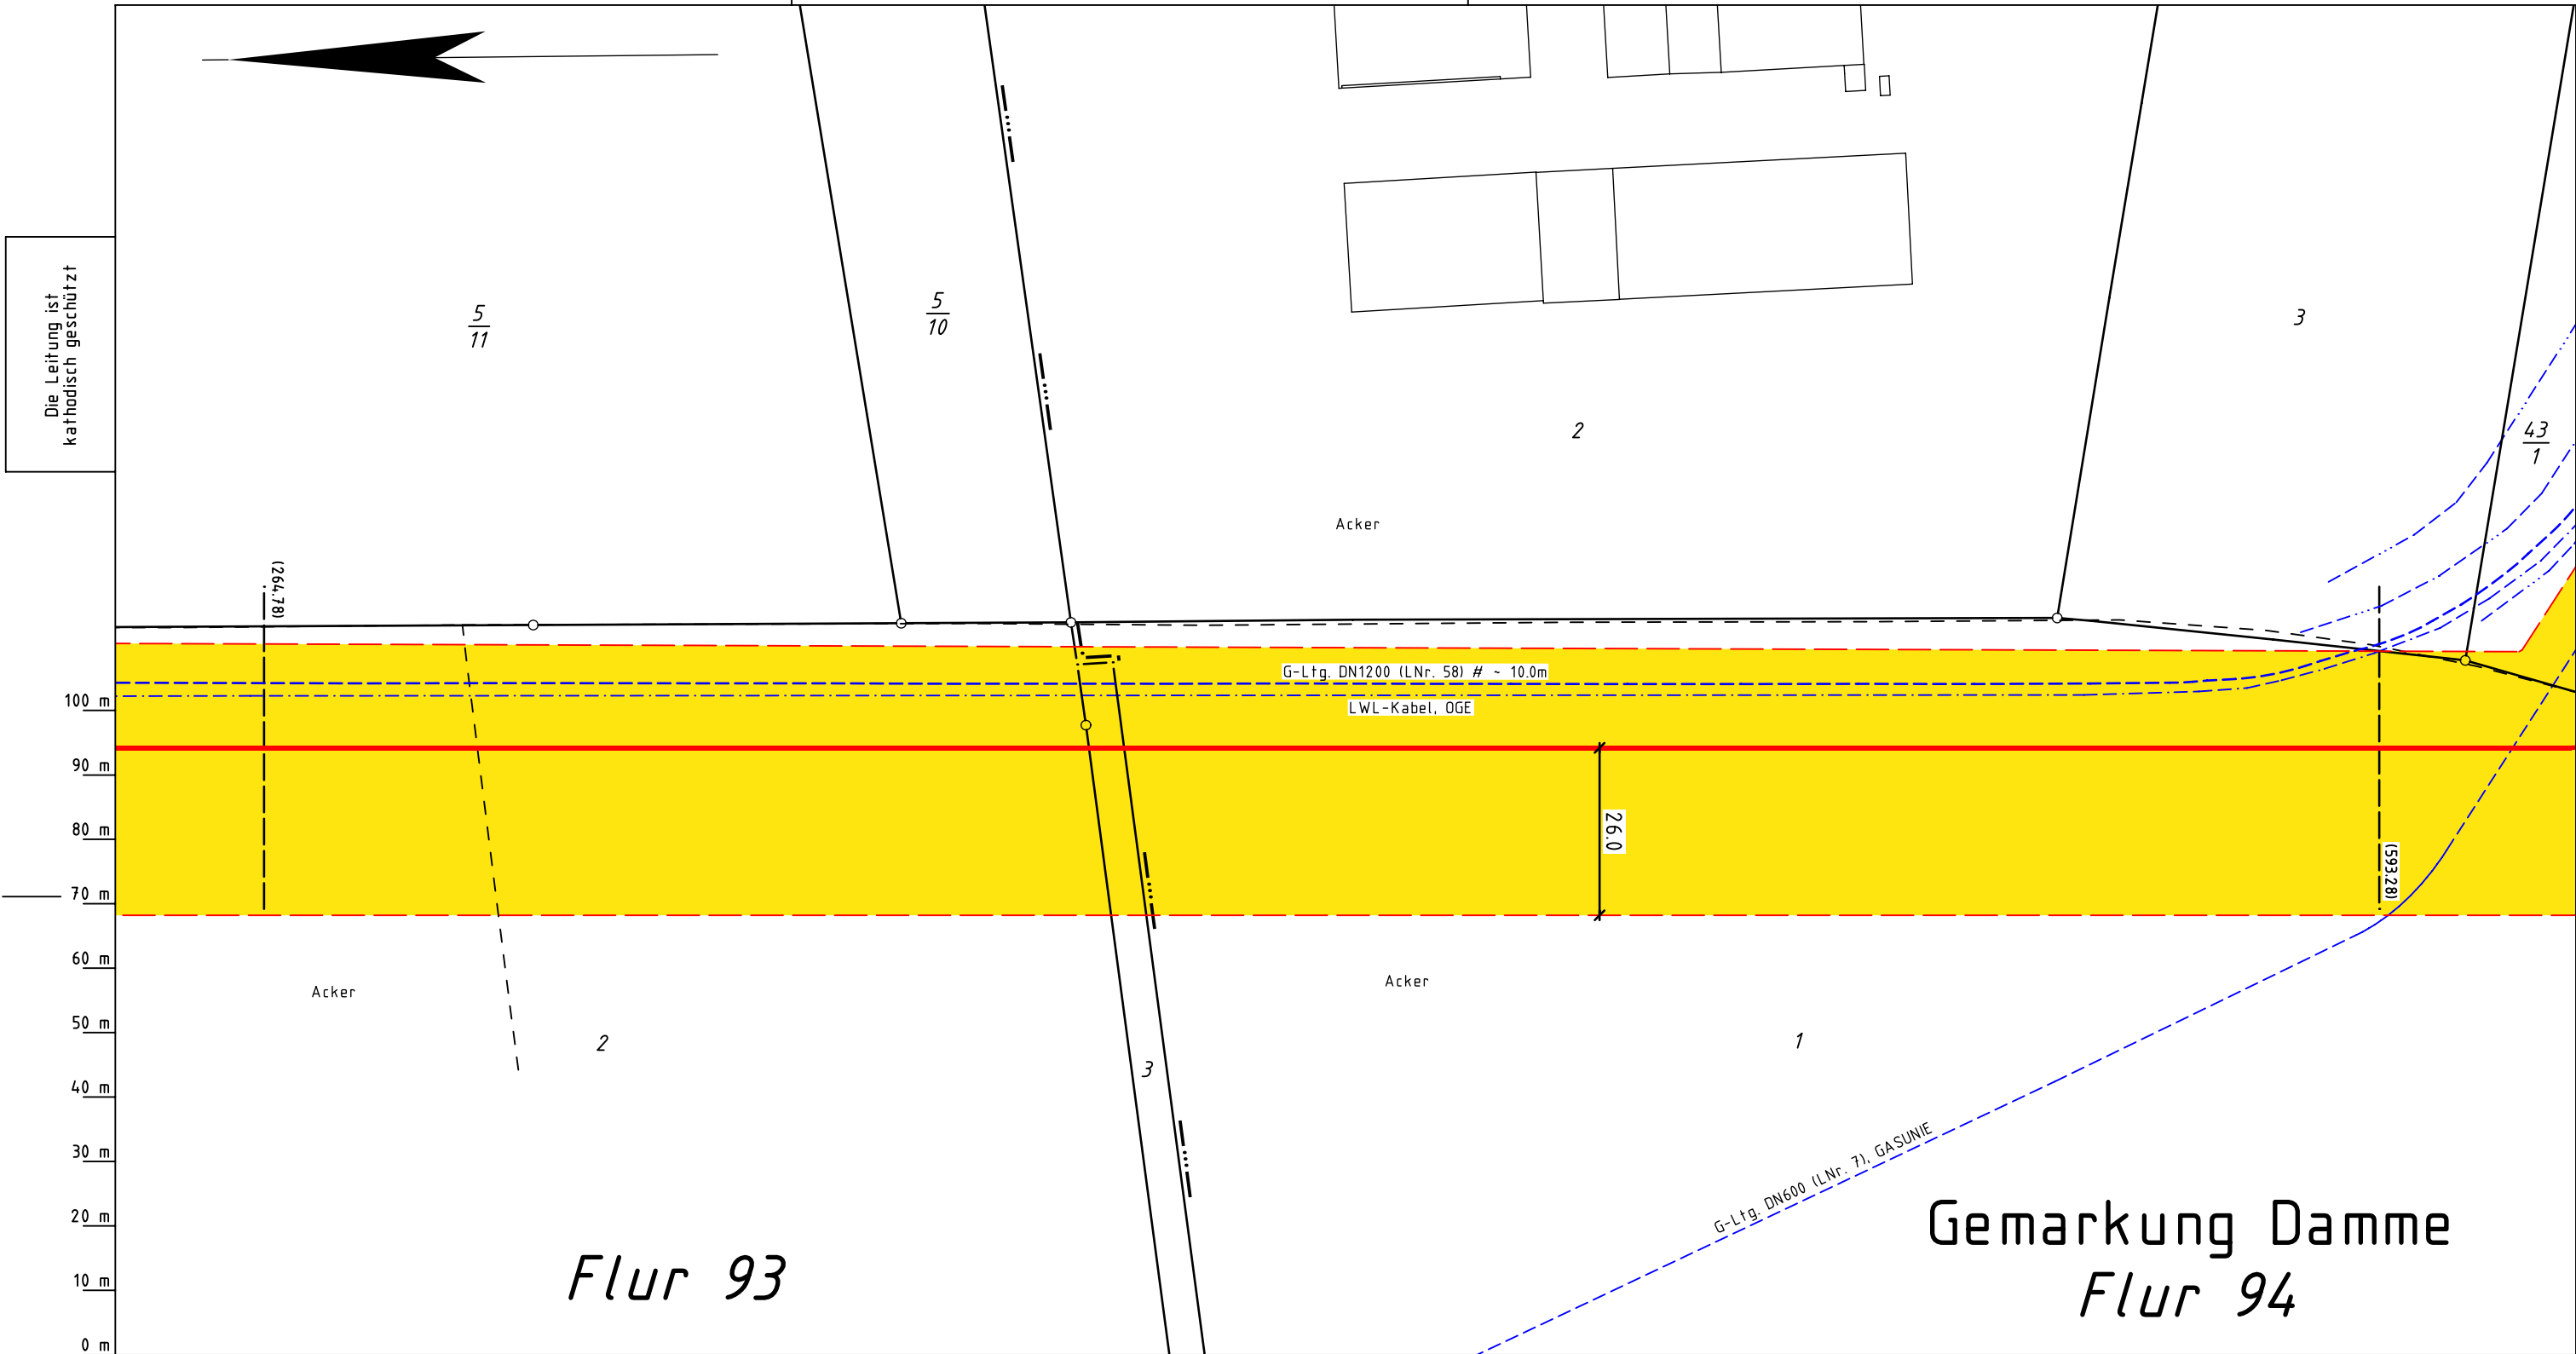 Die Leitung ist
kathodisch geschützt
5
11
5
10
2
3
43
1
Acker
(264.78)
G-Ltg. DN1200 (LNr. 58) # ~ 10.0m
LWL-Kabel, OGE
26.0
(593.28)
100 m
90 m
80 m
70 m
60 m
50 m
40 m
30 m
20 m
10 m
0 m
Acker
Acker
2
3
1
G-Ltg. DN600 (LNr. 7), GASUNIE
Flur 93
Gemarkung Damme
Flur 94